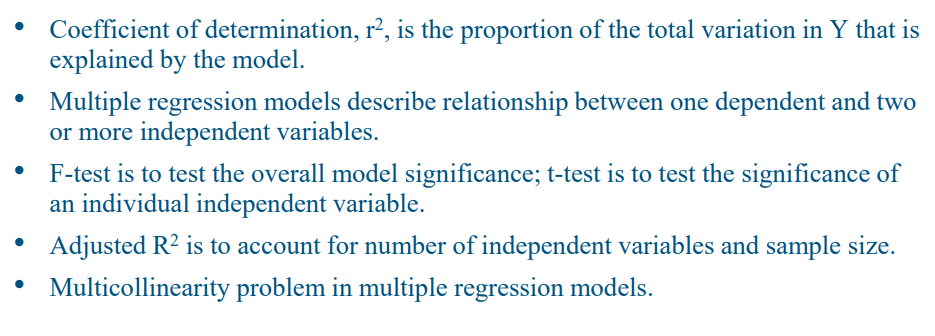 • Coefficient of determination, r², is the proportion of the total variation in Y that is
explained by the model.
• Multiple regression models describe relationship between one dependent and two
or more independent variables.
• F-test is to test the overall model significance; t-test is to test the significance of
an individual independent variable.
• Adjusted R² is to account for number of independent variables and sample size.
• Multicollinearity problem in multiple regression models.